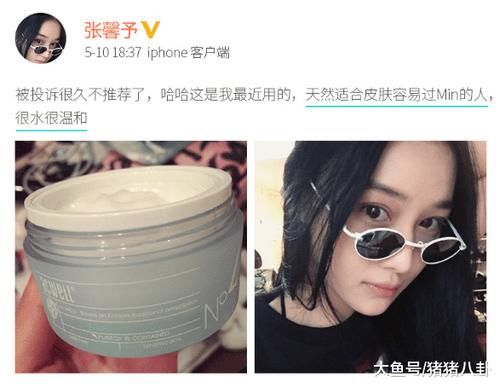 张馨予
5-10 18:37 iphone 客户端
被投诉很久不推荐了，哈哈这是我最近用的，天然适合皮肤容易过Min的人，
很水很温和
No.4
大鱼号/猪猪八卦